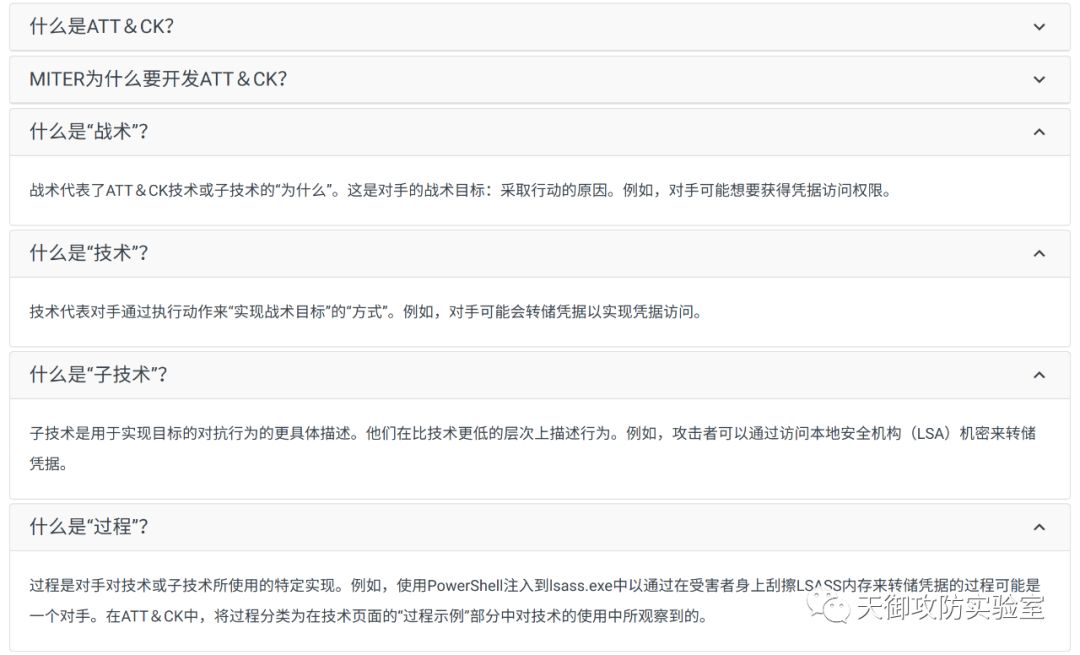 什么是ATT＆CK？
MITER为什么要开发ATT＆CK？
什么是“战术”？
战术代表了ATT＆CK技术或子技术的“为什么”。这是对手的战术目标：采取行动的原因。例如，对手可能想要获得凭据访问权限。
什么是“技术”？
技术代表对手通过执行动作来“实现战术目标”的“方式”。例如，对手可能会转储凭据以实现凭据访问。
什么是“子技术”？
子技术是用于实现目标的对抗行为的更具体描述。他们在比技术更低的层次上描述行为。例如，攻击者可以通过访问本地安全机构（LSA）机密来转储
凭据。
什么是“过程”？
过程是对手对技术或子技术所使用的特定实现。例如，使用PowerShell注入到lsass.exe中以通过在受害者身上刮擦LSASS内存来转储凭据的过程可能是
一个对手。在ATT＆CK中，将过程分类为在技术页面的“过程示例”部分中对技术的使用中所观察到的。
天御攻防实验室